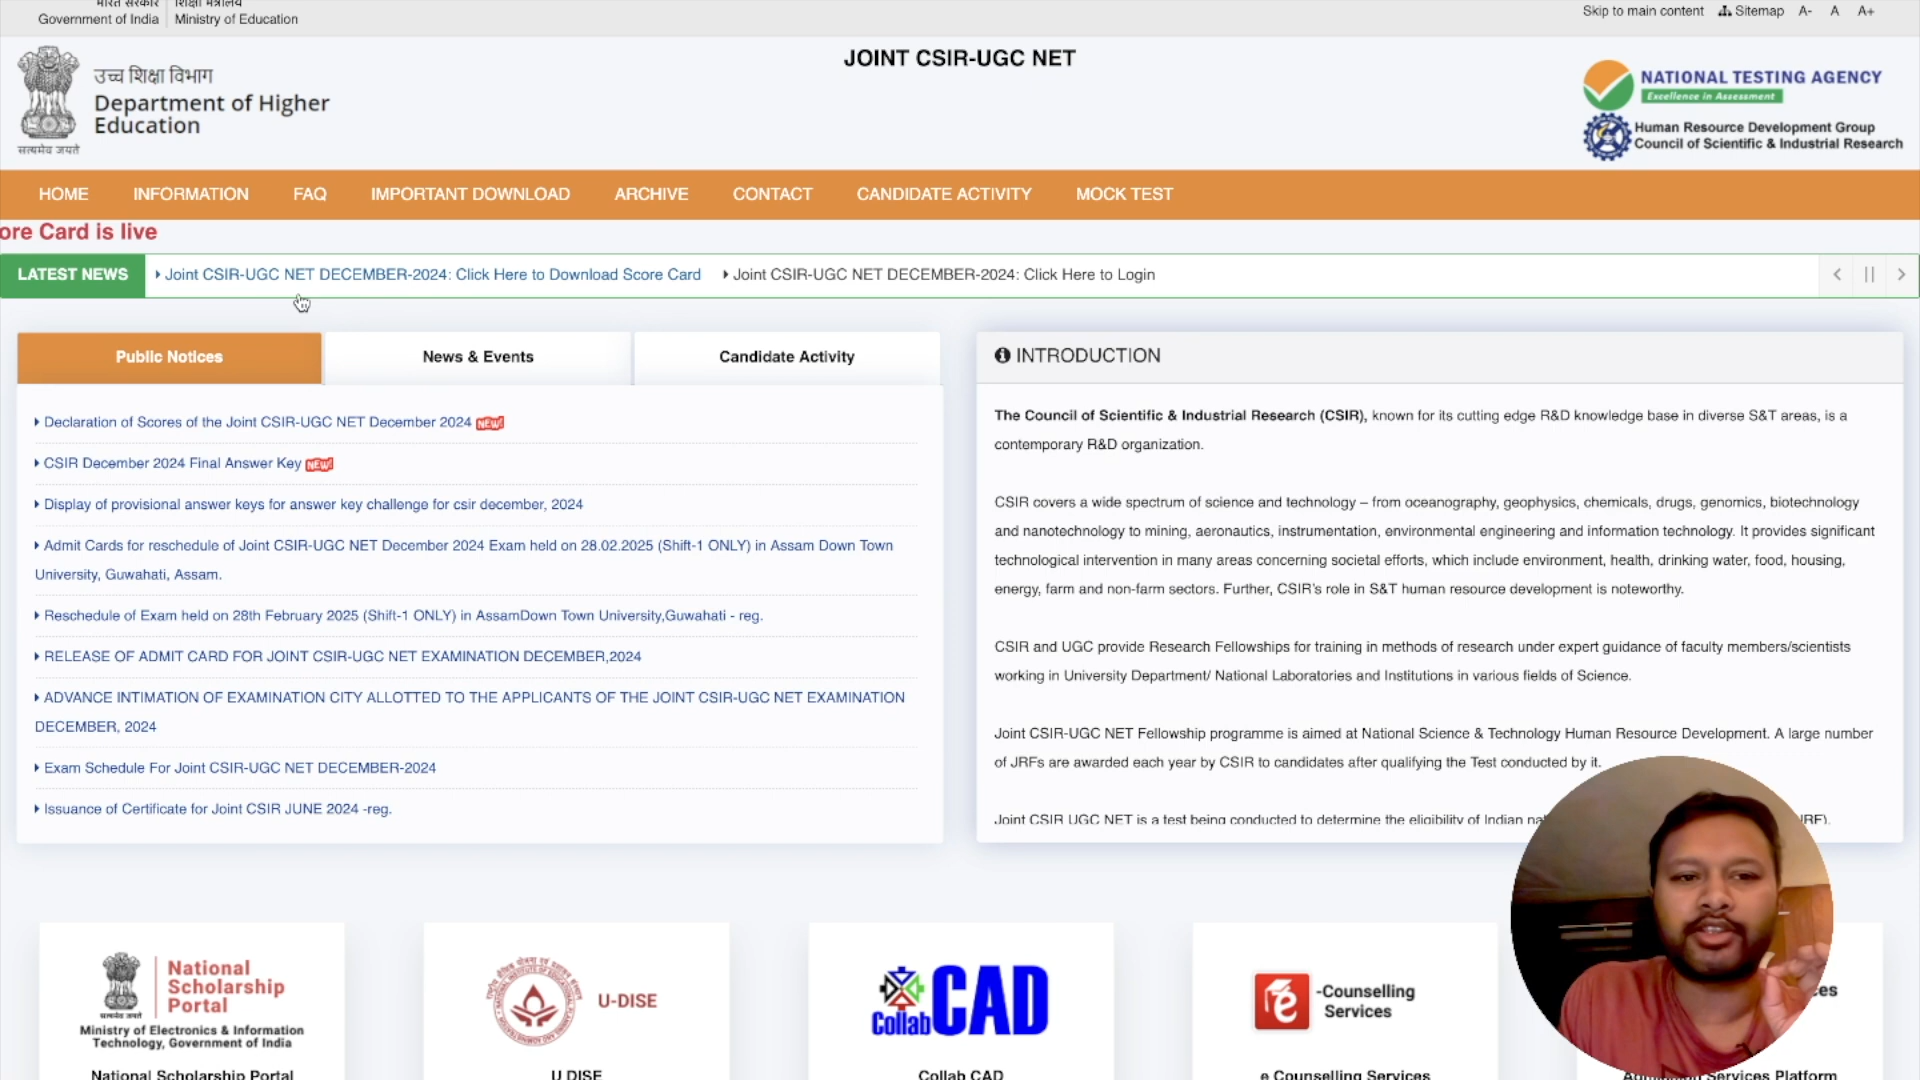 भारत सरकार
शिक्षा मंत्रालय
Government of India
Ministry of Education
Skip to main content
Sitemap
A-
A
A+
उच्च शिक्षा विभाग
Department of Higher
Education
सत्यमेव जयते
JOINT CSIR-UGC NET
NATIONAL TESTING AGENCY
Excellence in Assessment
Human Resource Development Group
Council of Scientific & Industrial Research
HOME
INFORMATION
FAQ
IMPORTANT DOWNLOAD
ARCHIVE
CONTACT
CANDIDATE ACTIVITY
MOCK TEST
ore Card is live
LATEST NEWS
Joint CSIR-UGC NET DECEMBER-2024: Click Here to Download Score Card
Joint CSIR-UGC NET DECEMBER-2024: Click Here to Login
Public Notices
News & Events
Candidate Activity
Declaration of Scores of the Joint CSIR-UGC NET December 2024 NEW!
CSIR December 2024 Final Answer Key NEW!
Display of provisional answer keys for answer key challenge for csir december, 2024
Admit Cards for reschedule of Joint CSIR-UGC NET December 2024 Exam held on 28.02.2025 (Shift-1 ONLY) in Assam Down Town
University, Guwahati, Assam.
Reschedule of Exam held on 28th February 2025 (Shift-1 ONLY) in AssamDown Town University,Guwahati - reg.
RELEASE OF ADMIT CARD FOR JOINT CSIR-UGC NET EXAMINATION DECEMBER,2024
ADVANCE INTIMATION OF EXAMINATION CITY ALLOTTED TO THE APPLICANTS OF THE JOINT CSIR-UGC NET EXAMINATION
DECEMBER, 2024
Exam Schedule For Joint CSIR-UGC NET DECEMBER-2024
Issuance of Certificate for Joint CSIR JUNE 2024 -reg.
INTRODUCTION
The Council of Scientific & Industrial Research (CSIR), known for its cutting edge R&D knowledge base in diverse S&T areas, is a
contemporary R&D organization.
CSIR covers a wide spectrum of science and technology – from oceanography, geophysics, chemicals, drugs, genomics, biotechnology
and nanotechnology to mining, aeronautics, instrumentation, environmental engineering and information technology. It provides significant
technological intervention in many areas concerning societal efforts, which include environment, health, drinking water, food, housing,
energy, farm and non-farm sectors. Further, CSIR's role in S&T human resource development is noteworthy.
CSIR and UGC provide Research Fellowships for training in methods of research under expert guidance of faculty members/scientists
working in University Department/ National Laboratories and Institutions in various fields of Science.
Joint CSIR-UGC NET Fellowship programme is aimed at National Science & Technology Human Resource Development. A large number
of JRFs are awarded each year by CSIR to candidates after qualifying the Test conducted by it.
Joint CSIR UGC NET is a test being conducted to determine the eligibility of Indian na
JRF).
National
Scholarship
Portal
सत्यमेव जयते
Ministry of Electronics & Information
Technology, Government of India
National Scholarship Portal
U-DISE
U DISE
CollabCAD
Collab CAD
e-Counselling
Services
e Counselling Services
ces
Services Platform